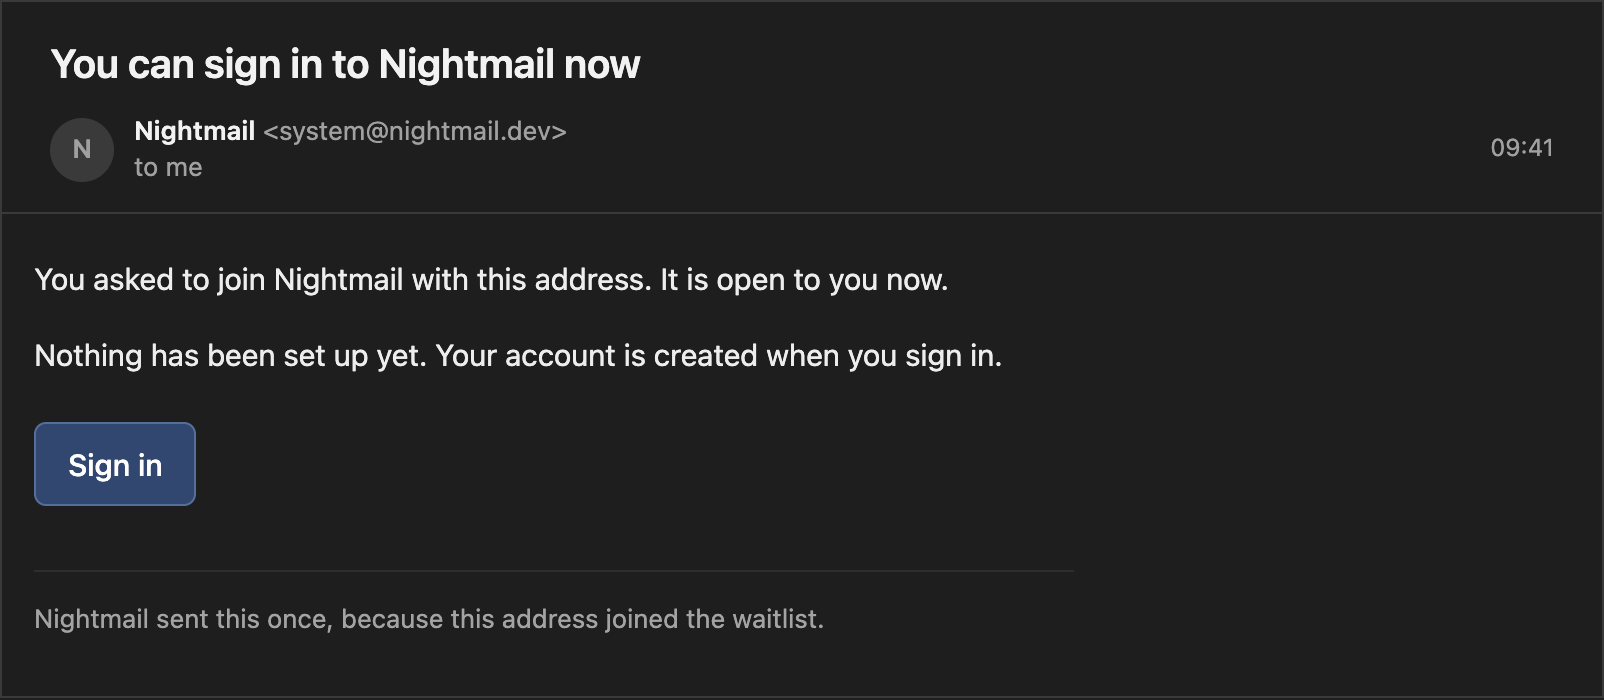 You can sign in to Nightmail now
N
Nightmail <system@nightmail.dev>
to me
09:41
You asked to join Nightmail with this address. It is open to you now.
Nothing has been set up yet. Your account is created when you sign in.
Sign in
Nightmail sent this once, because this address joined the waitlist.